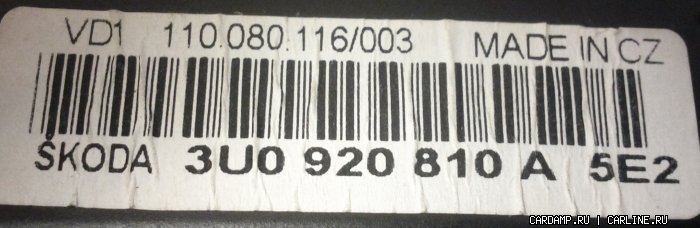 VD1 110.080.116/003 MADE IN CZ
ŠKODA 3U0 920 810 A 5E2
CARDAMP.RU | CARLINE.RU